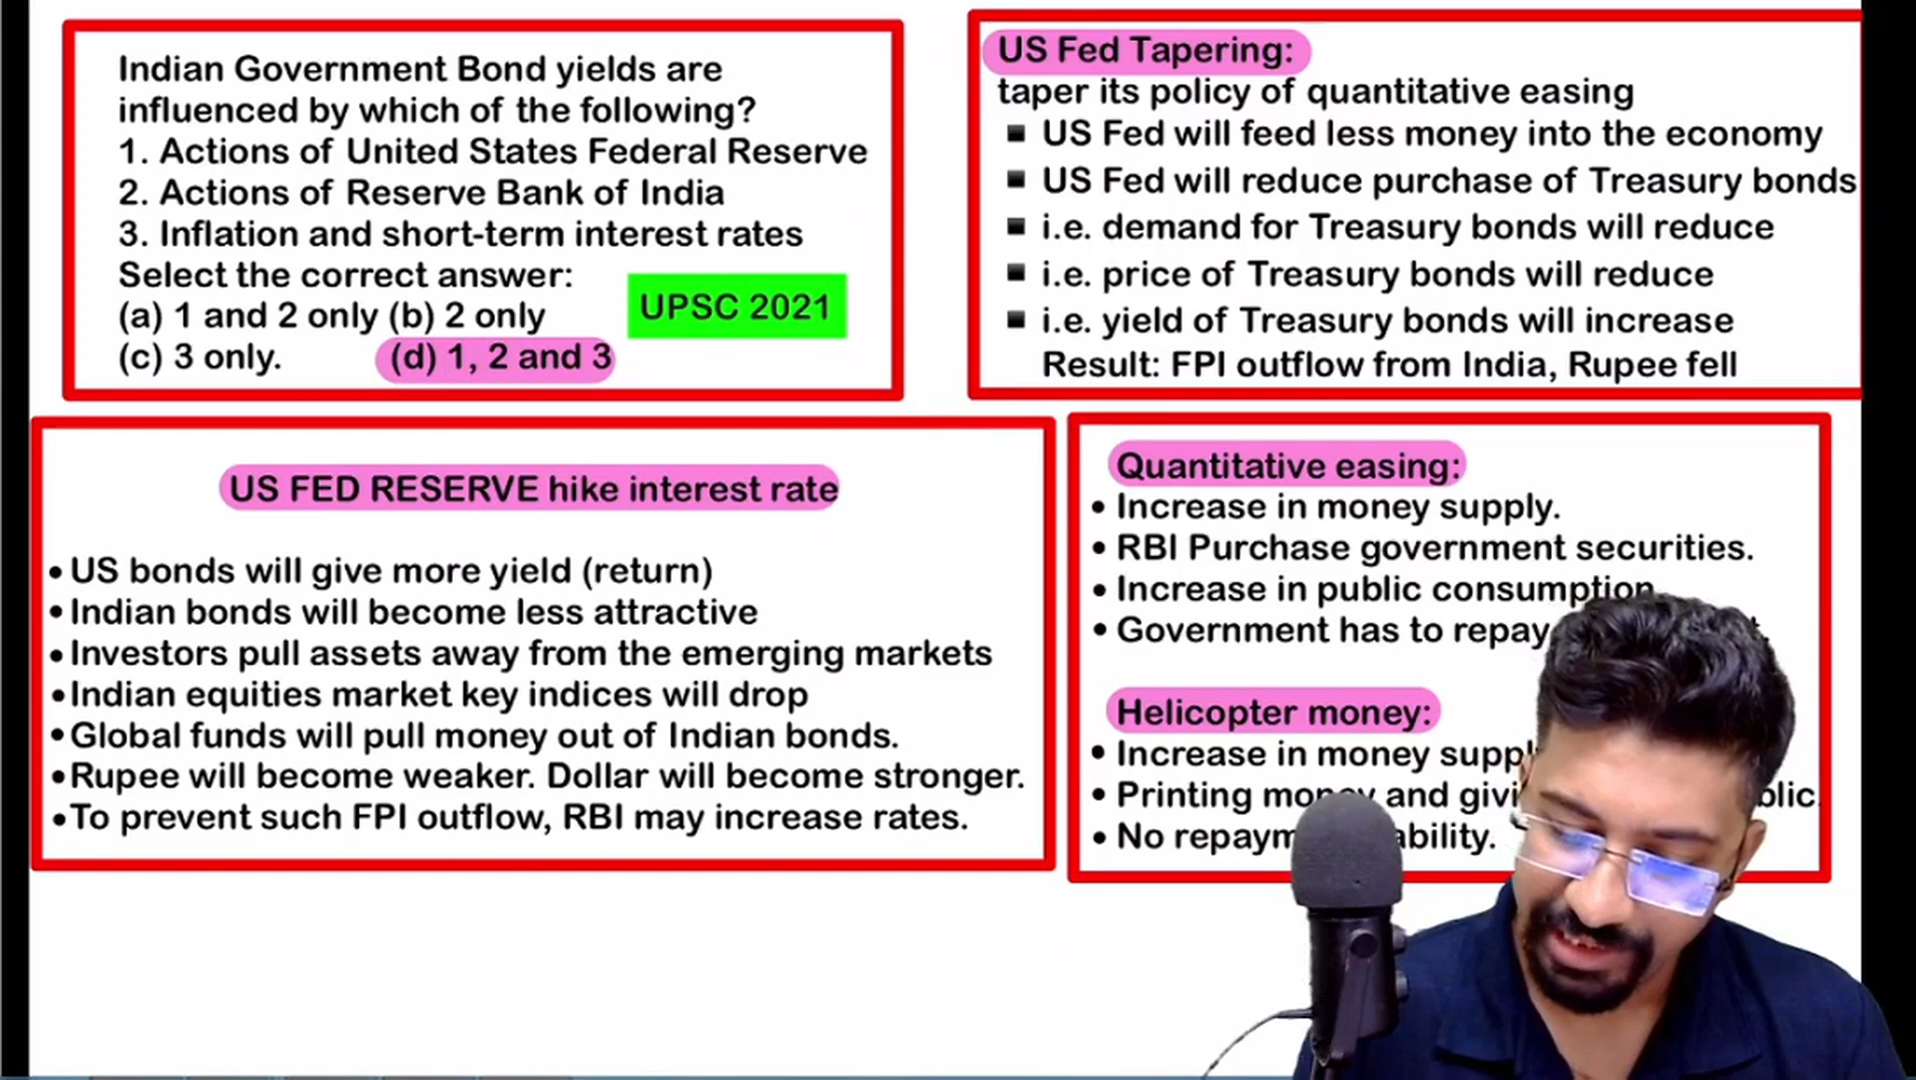 Indian Government Bond yields are
influenced by which of the following?
1. Actions of United States Federal Reserve
2. Actions of Reserve Bank of India
3. Inflation and short-term interest rates
Select the correct answer:
(a) 1 and 2 only (b) 2 only
(c) 3 only. (d) 1, 2 and 3
UPSC 2021
US Fed Tapering:
taper its policy of quantitative easing
▪ US Fed will feed less money into the economy
▪ US Fed will reduce purchase of Treasury bonds
▪ i.e. demand for Treasury bonds will reduce
▪ i.e. price of Treasury bonds will reduce
▪ i.e. yield of Treasury bonds will increase
Result: FPI outflow from India, Rupee fell
US FED RESERVE hike interest rate
• US bonds will give more yield (return)
• Indian bonds will become less attractive
• Investors pull assets away from the emerging markets
• Indian equities market key indices will drop
• Global funds will pull money out of Indian bonds.
• Rupee will become weaker. Dollar will become stronger.
• To prevent such FPI outflow, RBI may increase rates.
Quantitative easing:
• Increase in money supply.
• RBI Purchase government securities.
• Increase in public consumption
• Government has to repay
Helicopter money:
• Increase in money
• Printing money and
• No